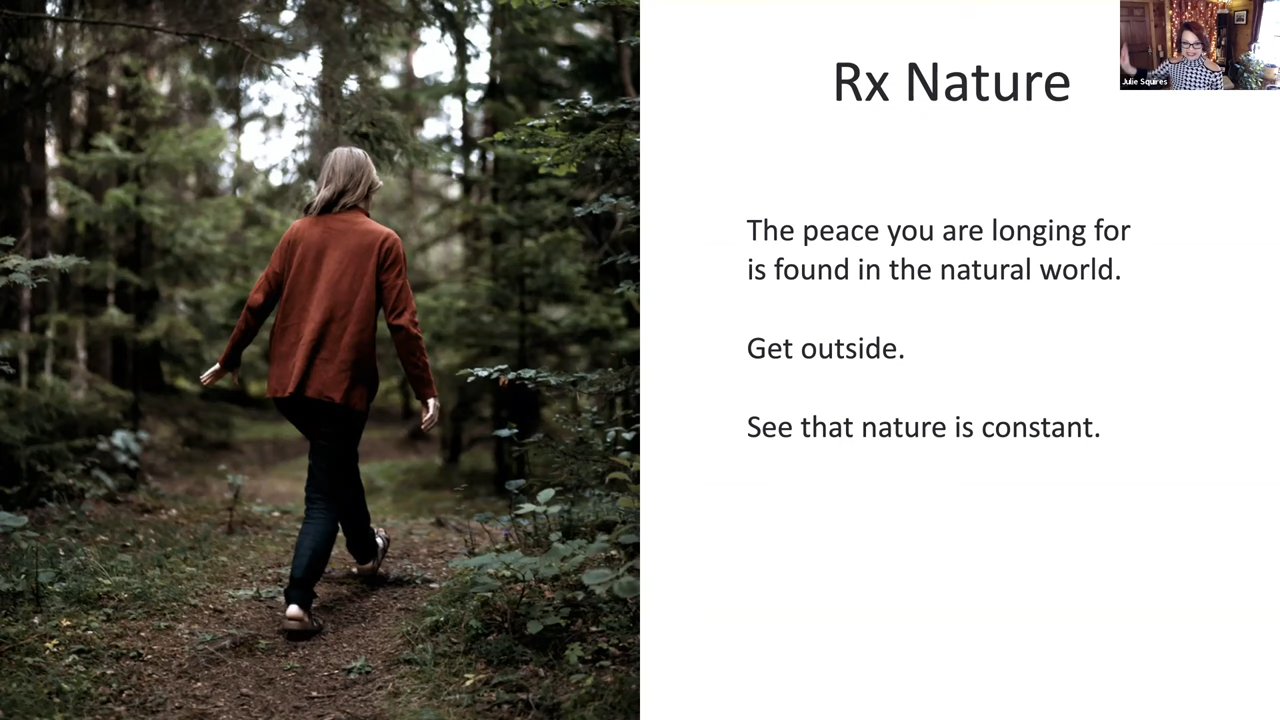 Rx Nature
Julie Squires
The peace you are longing for
is found in the natural world.
Get outside.
See that nature is constant.